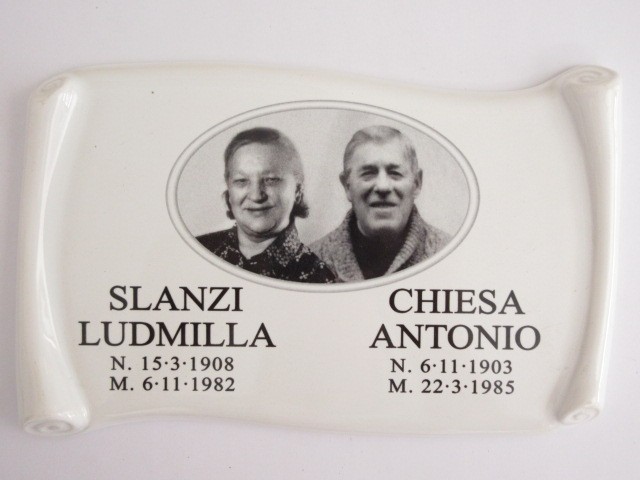 SLANZI
LUDMILLA
N. 15·3·1908
M. 6·11·1982
CHIESA
ANTONIO
N. 6·11·1903
M. 22·3·1985